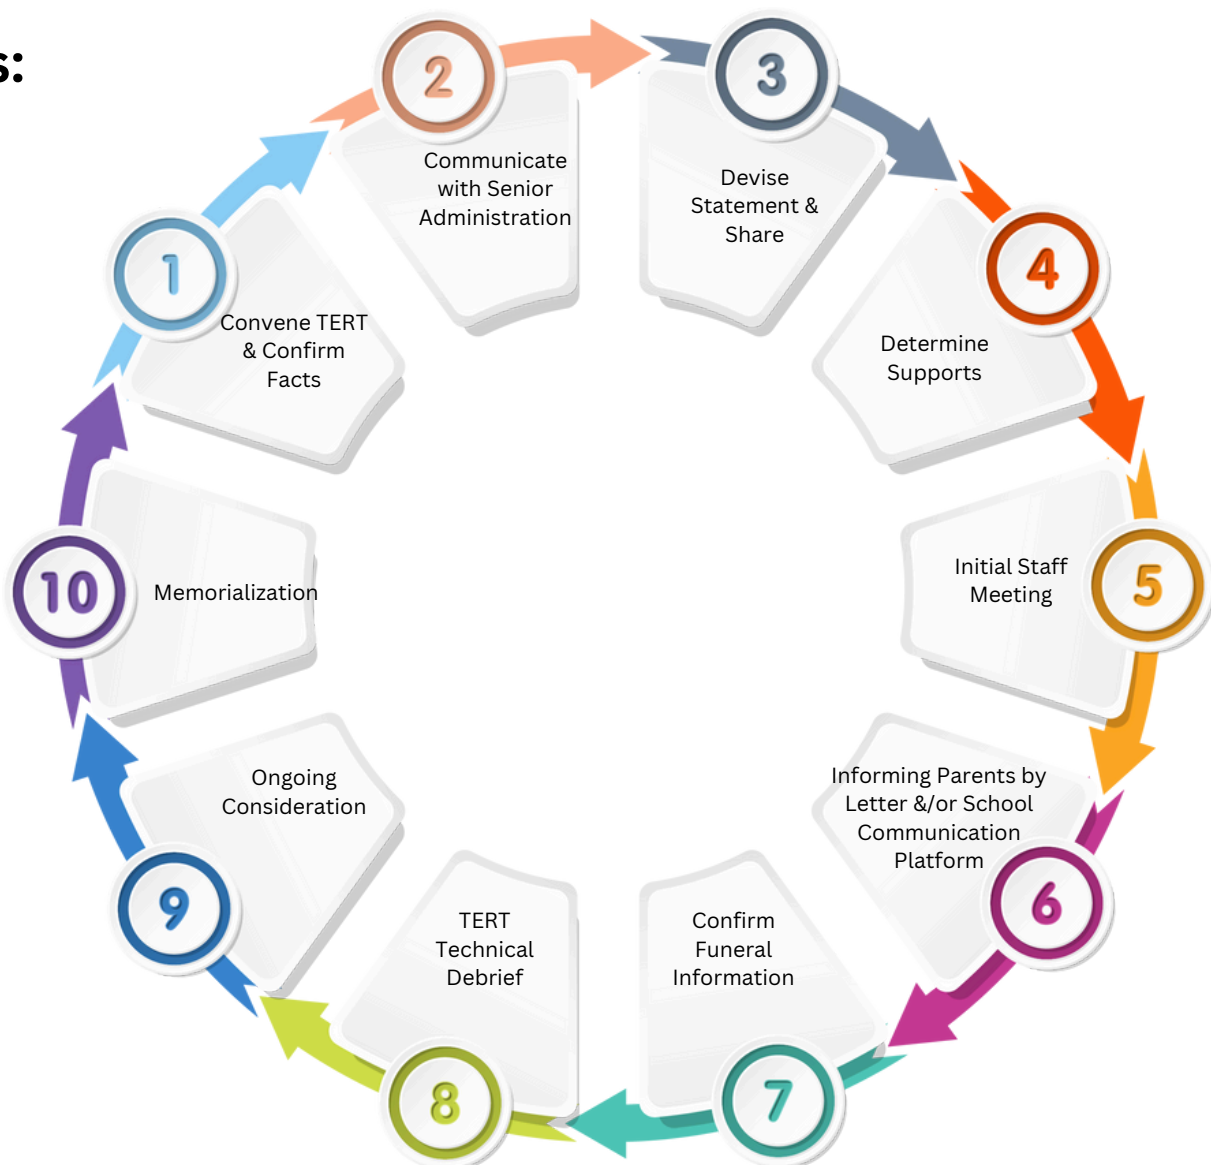 s:
1
Convene TERT
& Confirm
Facts
2
Communicate
with Senior
Administration
3
Devise
Statement &
Share
4
Determine
Supports
5
Initial Staff
Meeting
6
Informing Parents by
Letter &/or School
Communication
Platform
7
Confirm
Funeral
Information
8
TERT
Technical
Debrief
9
Ongoing
Consideration
10
Memorialization